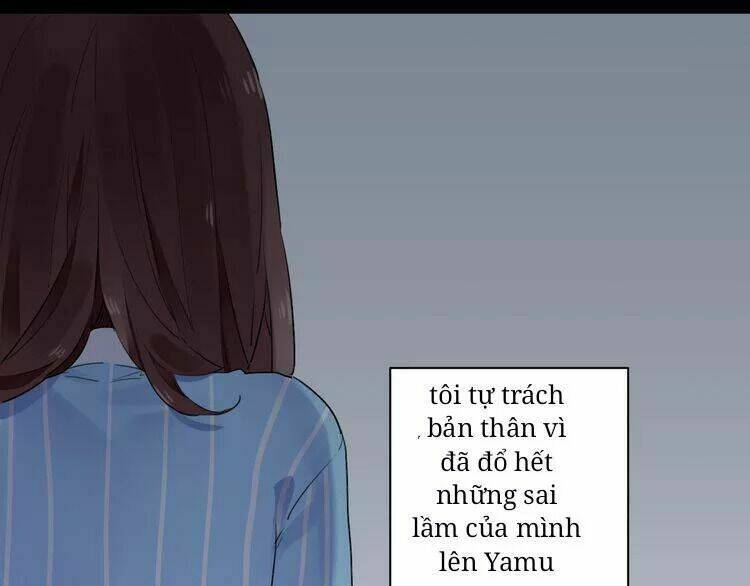 tôi tự trách
bản thân vì
đã đổ hết
những sai
lầm của mình
lên Yamu